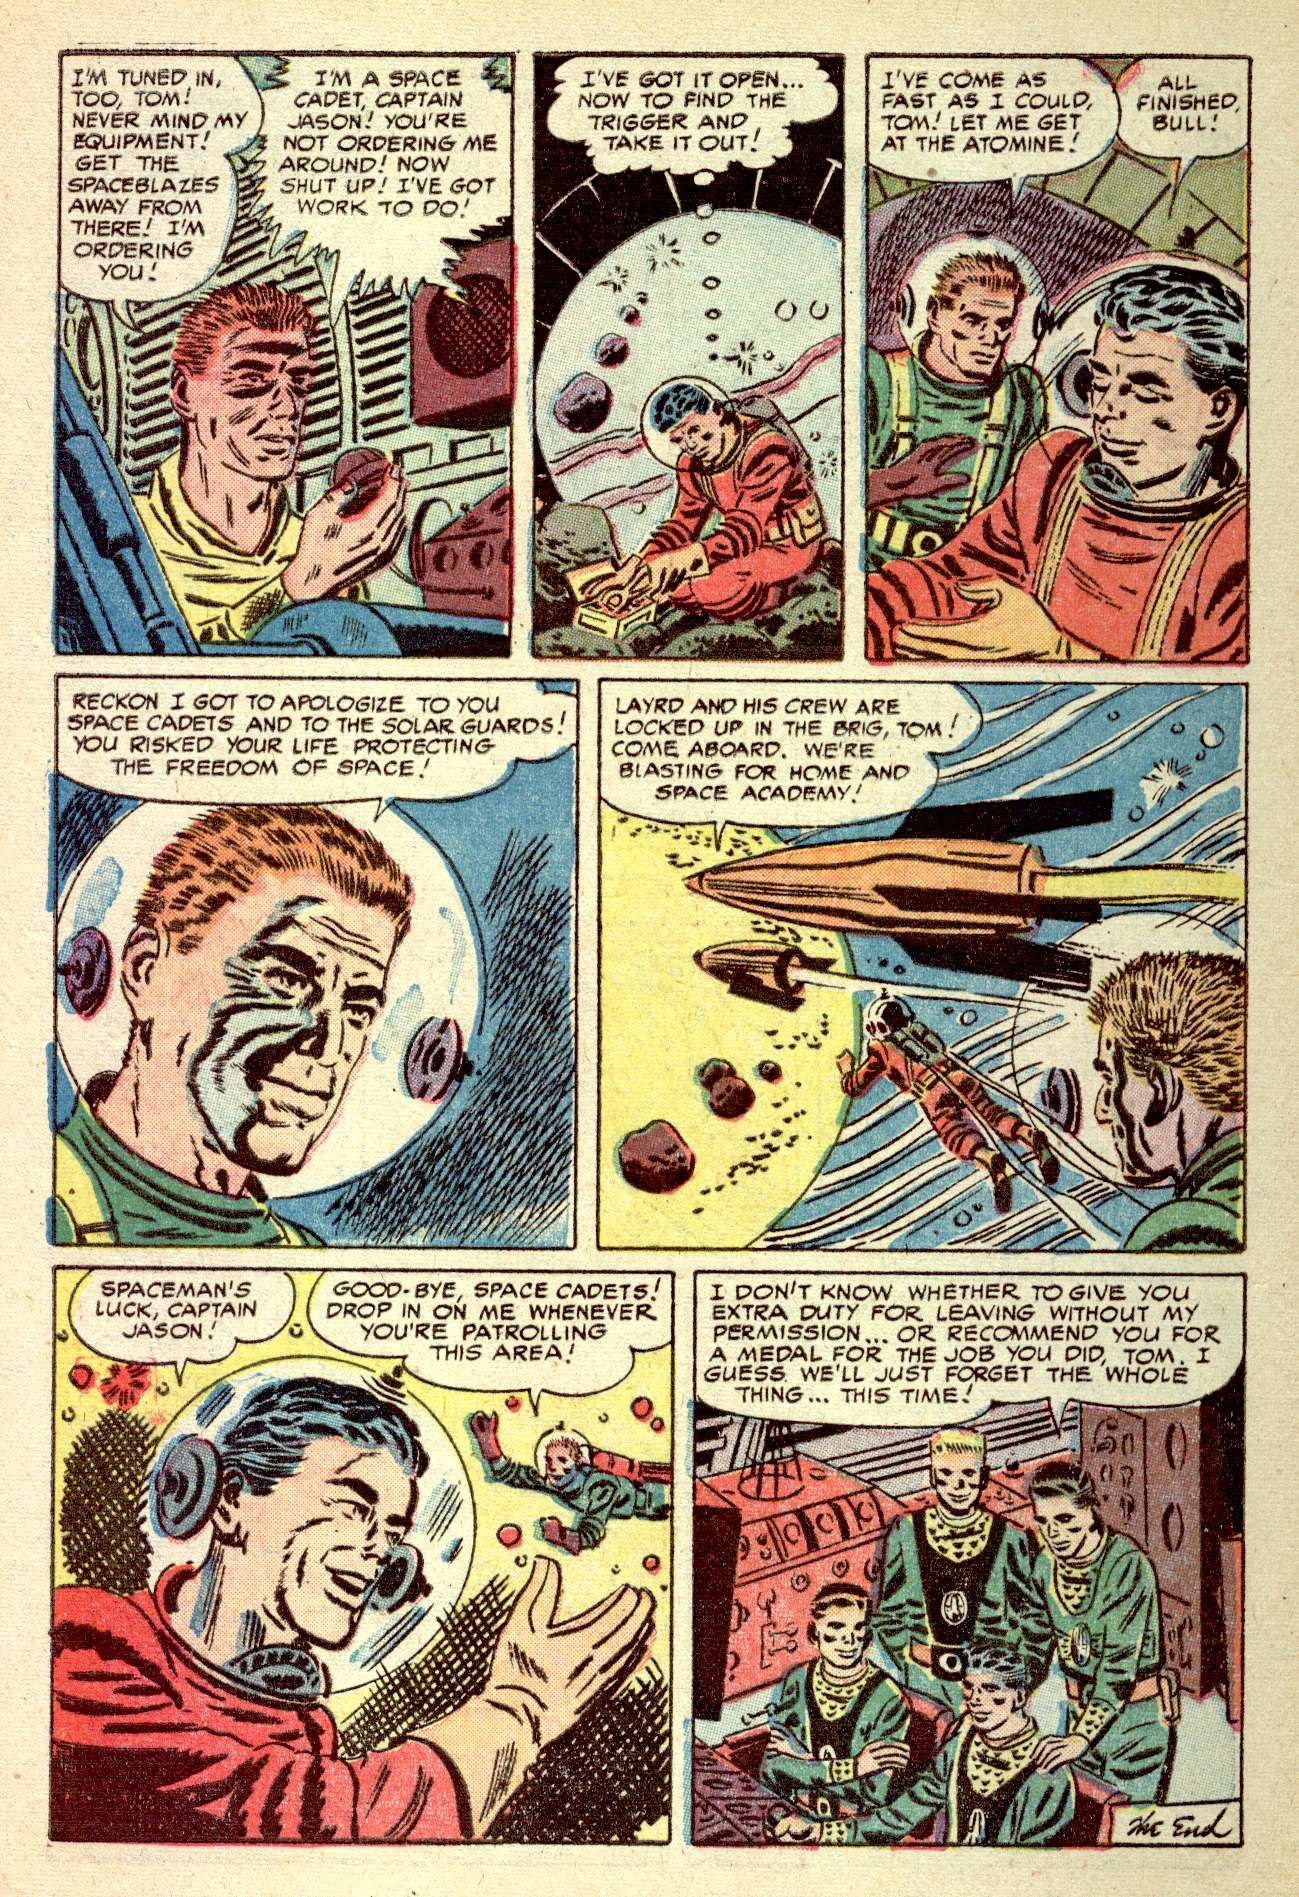 I'M TUNED IN,
TOO, TOM!
NEVER MIND MY
EQUIPMENT!
GET THE
SPACEBLAZES
AWAY FROM
THERE! I'M
ORDERING
YOU!
I'M A SPACE
CADET, CAPTAIN
JASON! YOU'RE
NOT ORDERING ME
AROUND! NOW
SHUT UP! I'VE GOT
WORK TO DO!
I'VE GOT IT OPEN...
NOW TO FIND THE
TRIGGER AND
TAKE IT OUT!
I'VE COME AS
FAST AS I COULD,
TOM! LET ME GET
AT THE ATOMINE!
ALL
FINISHED,
BULL!
RECKON I GOT TO APOLOGIZE TO YOU
SPACE CADETS AND TO THE SOLAR GUARDS!
YOU RISKED YOUR LIFE PROTECTING
THE FREEDOM OF SPACE!
LAYRD AND HIS CREW ARE
LOCKED UP IN THE BRIG, TOM!
COME ABOARD. WE'RE
BLASTING FOR HOME AND
SPACE ACADEMY!
SPACEMAN'S
LUCK, CAPTAIN
JASON!
GOOD-BYE, SPACE CADETS!
DROP IN ON ME WHENEVER
YOU'RE PATROLLING
THIS AREA!
I DON'T KNOW WHETHER TO GIVE YOU
EXTRA DUTY FOR LEAVING WITHOUT MY
PERMISSION... OR RECOMMEND YOU FOR
A MEDAL FOR THE JOB YOU DID, TOM. I
GUESS WE'LL JUST FORGET THE WHOLE
THING... THIS TIME!
The End